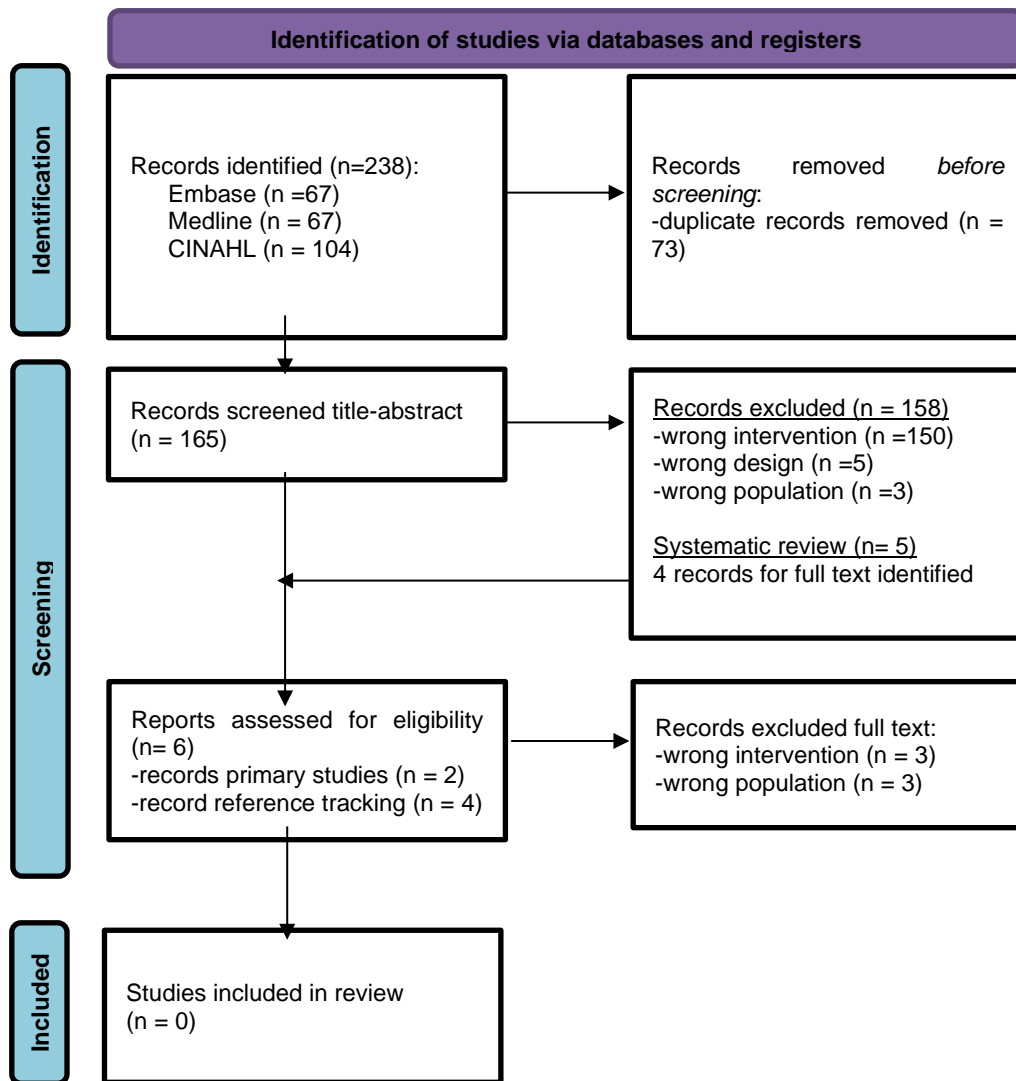 Identification of studies via databases and registers
Identification
Records identified (n=238):
Embase (n =67)
Medline (n = 67)
CINAHL (n = 104)
Records removed before
screening:
-duplicate records removed (n =
73)
Screening
Records screened title-abstract
(n = 165)
Records excluded (n = 158)
-wrong intervention (n =150)
-wrong design (n =5)
-wrong population (n =3)
Systematic review (n= 5)
4 records for full text identified
Reports assessed for eligibility
(n= 6)
-records primary studies (n = 2)
-record reference tracking (n = 4)
Records excluded full text:
-wrong intervention (n = 3)
-wrong population (n = 3)
Included
Studies included in review
(n = 0)